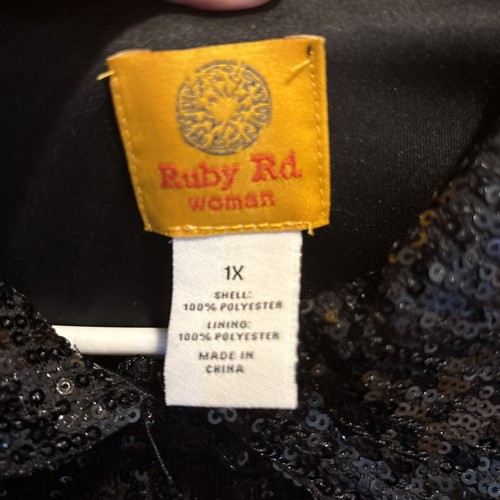 Ruby Rd.
woman
1X
SHELL:
100% POLYESTER
LINING:
100% POLYESTER
MADE IN
CHINA